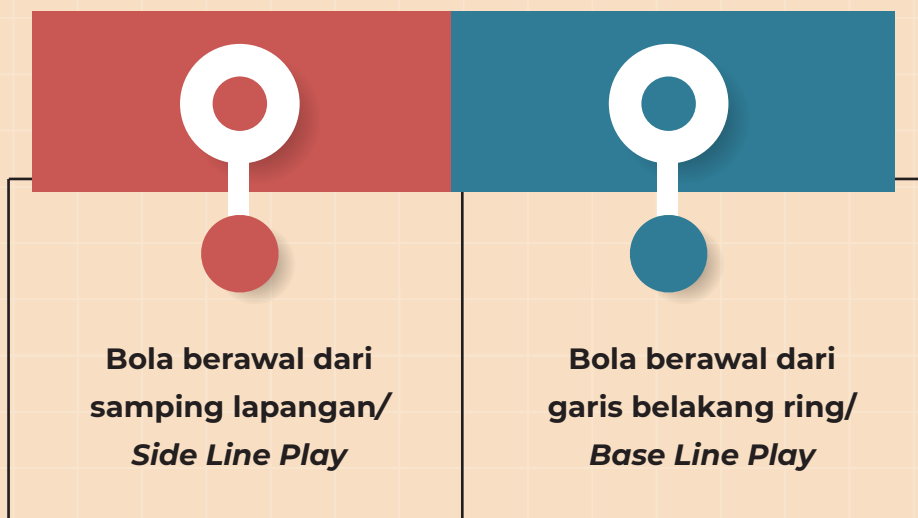 Bola berawal dari
samping lapangan/
Side Line Play
Bola berawal dari
garis belakang ring/
Base Line Play